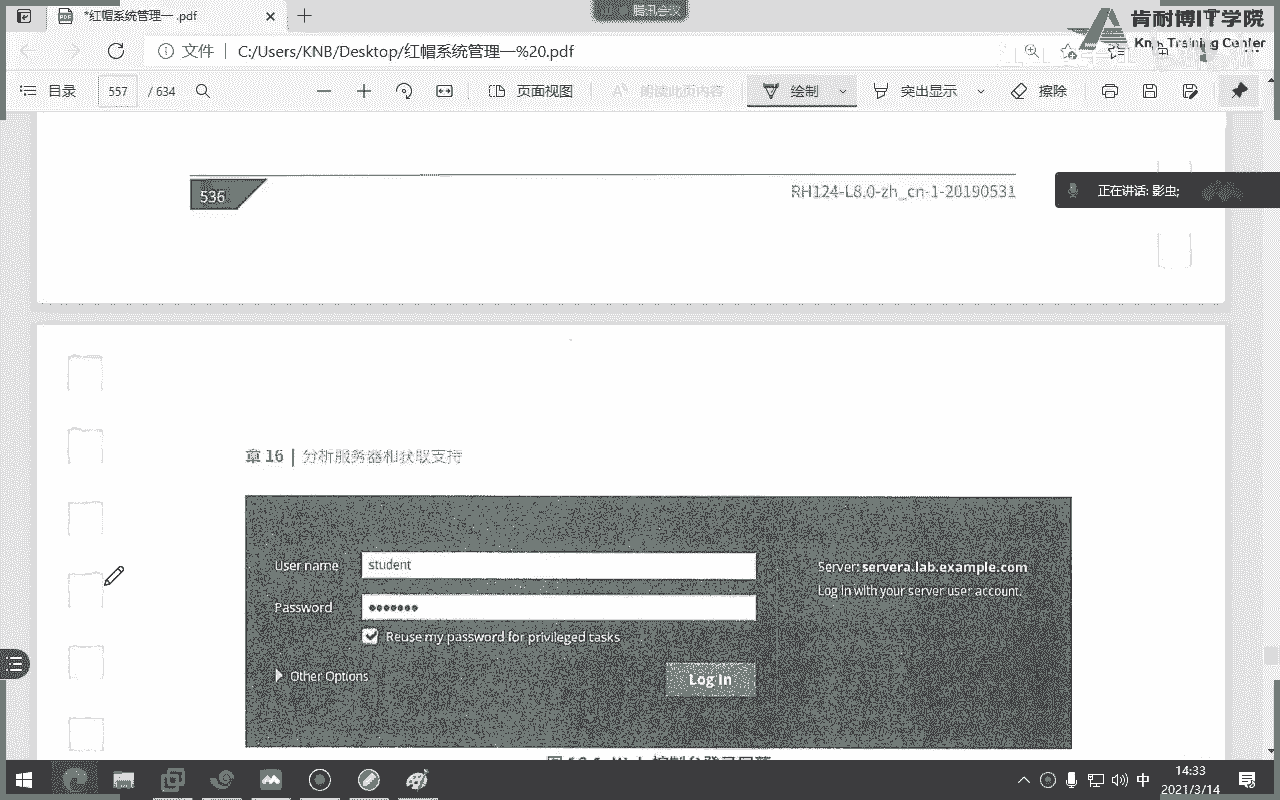 *红帽系统管理—.pdf
腾讯会议
肯耐博IT学院
Training Center
文件
C:/Users/KNB/Desktop/红帽系统管理—%20.pdf
目录
557
/ 634
页面视图
朗读此页内容
绘制
突出显示
擦除
536
RH124-L8.0-zh_cn-1-20190531
正在讲话: 影虫;
章 16 | 分析服务器和获取支持
User name
student
Server: servera.lab.example.com
Log in with your server user account.
Password
Reuse my password for privileged tasks
Other Options
Log In
中
14:33
2021/3/14